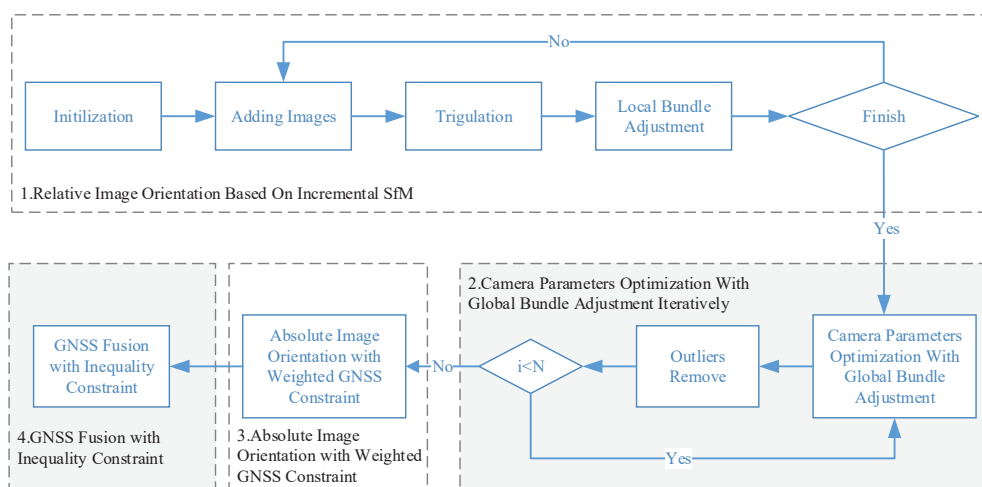 No
Initilization
Adding Images
Trigulation
Local Bundle
Adjustment
Finish
1.Relative Image Orientation Based On Incremental SfM
Yes
2.Camera Parameters Optimization With
Global Bundle Adjustment Iteratively
GNSS Fusion
with Inequality
Constraint
Absolute Image
Orientation with
Weighted GNSS
Constraint
No
i<N
Outliers
Remove
Camera Parameters
Optimization With
Global Bundle
Adjustment
4.GNSS Fusion with
Inequality Constraint
3.Absolute Image
Orientation with Weighted
GNSS Constraint
Yes